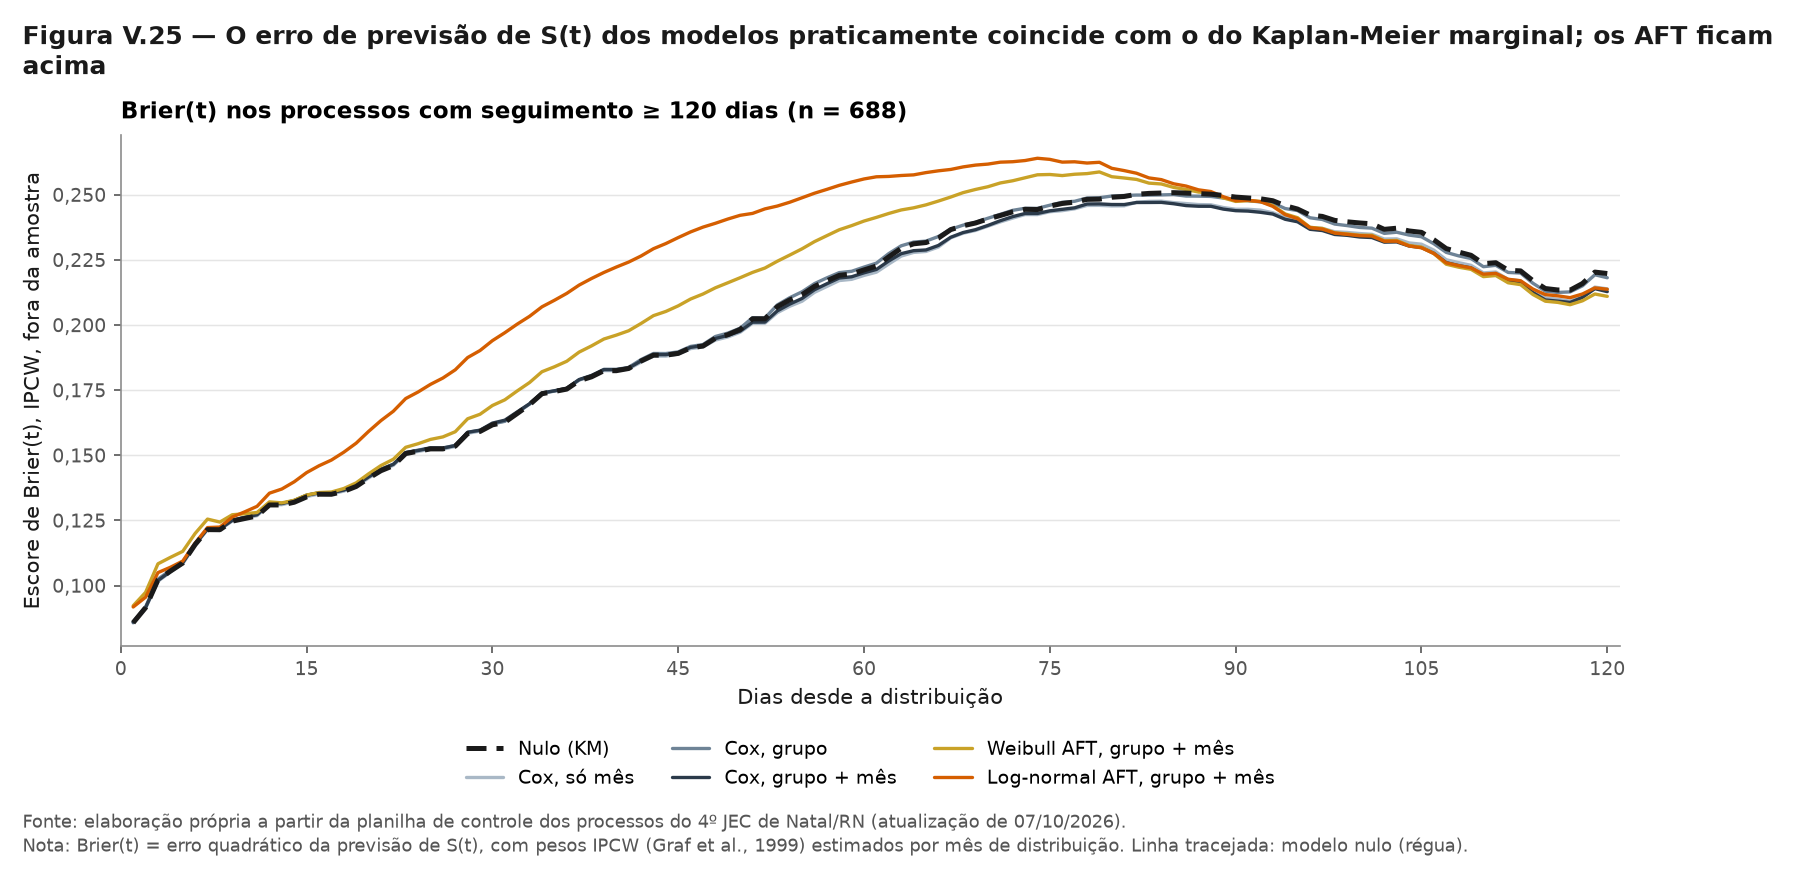 Figura V.25 — O erro de previsão de S(t) dos modelos praticamente coincide com o do Kaplan-Meier marginal; os AFT ficam
acima
Brier(t) nos processos com seguimento ≥ 120 dias (n = 688)
Escore de Brier(t), IPCW, fora da amostra
0,250
0,225
0,200
0,175
0,150
0,125
0,100
0 15 30 45 60 75 90 105 120
Dias desde a distribuição
Nulo (KM) Cox, grupo Weibull AFT, grupo + mês
Cox, só mês Cox, grupo + mês Log-normal AFT, grupo + mês
Fonte: elaboração própria a partir da planilha de controle dos processos do 4º JEC de Natal/RN (atualização de 07/10/2026).
Nota: Brier(t) = erro quadrático da previsão de S(t), com pesos IPCW (Graf et al., 1999) estimados por mês de distribuição. Linha tracejada: modelo nulo (régua).